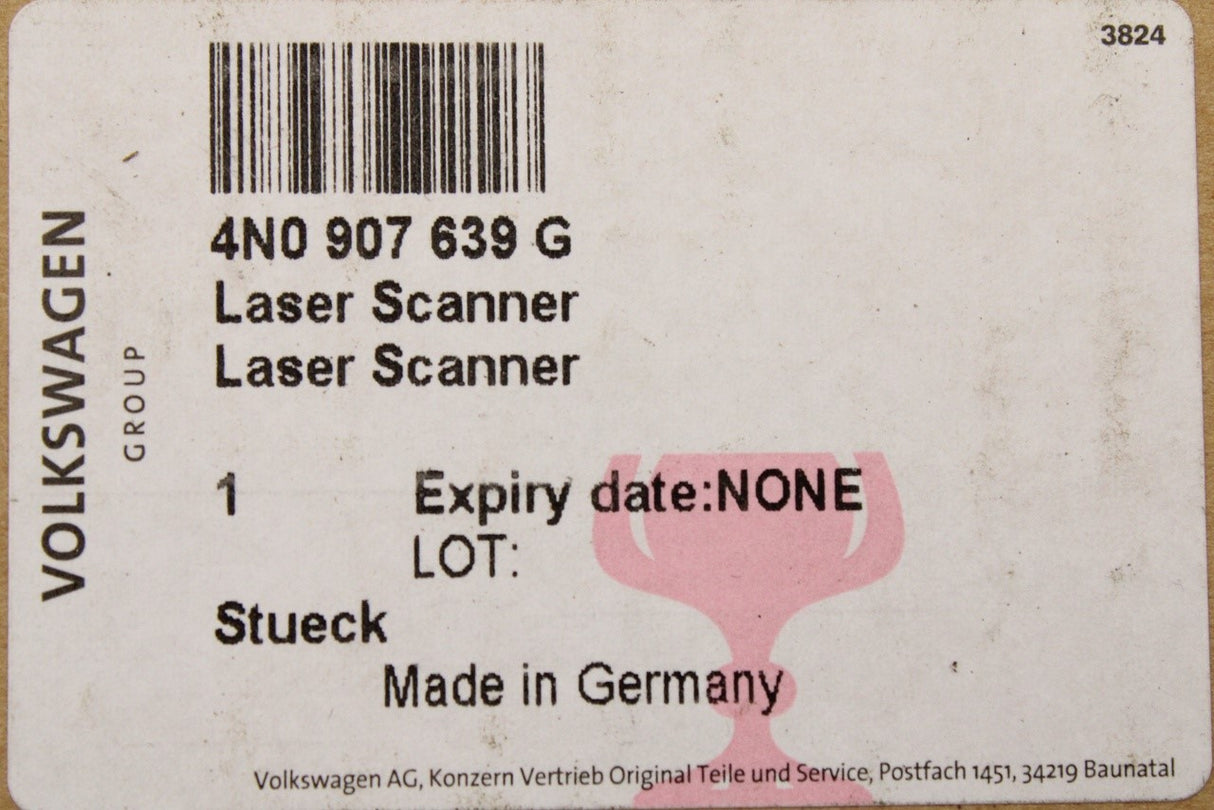 3824
4N0 907 639 G
Laser Scanner
Laser Scanner
1 Expiry date:NONE
LOT:
Stueck
Made in Germany
VOLKSWAGEN
GROUP
Volkswagen AG, Konzern Vertrieb Original Teile und Service, Postfach 1451, 34219 Baunatal